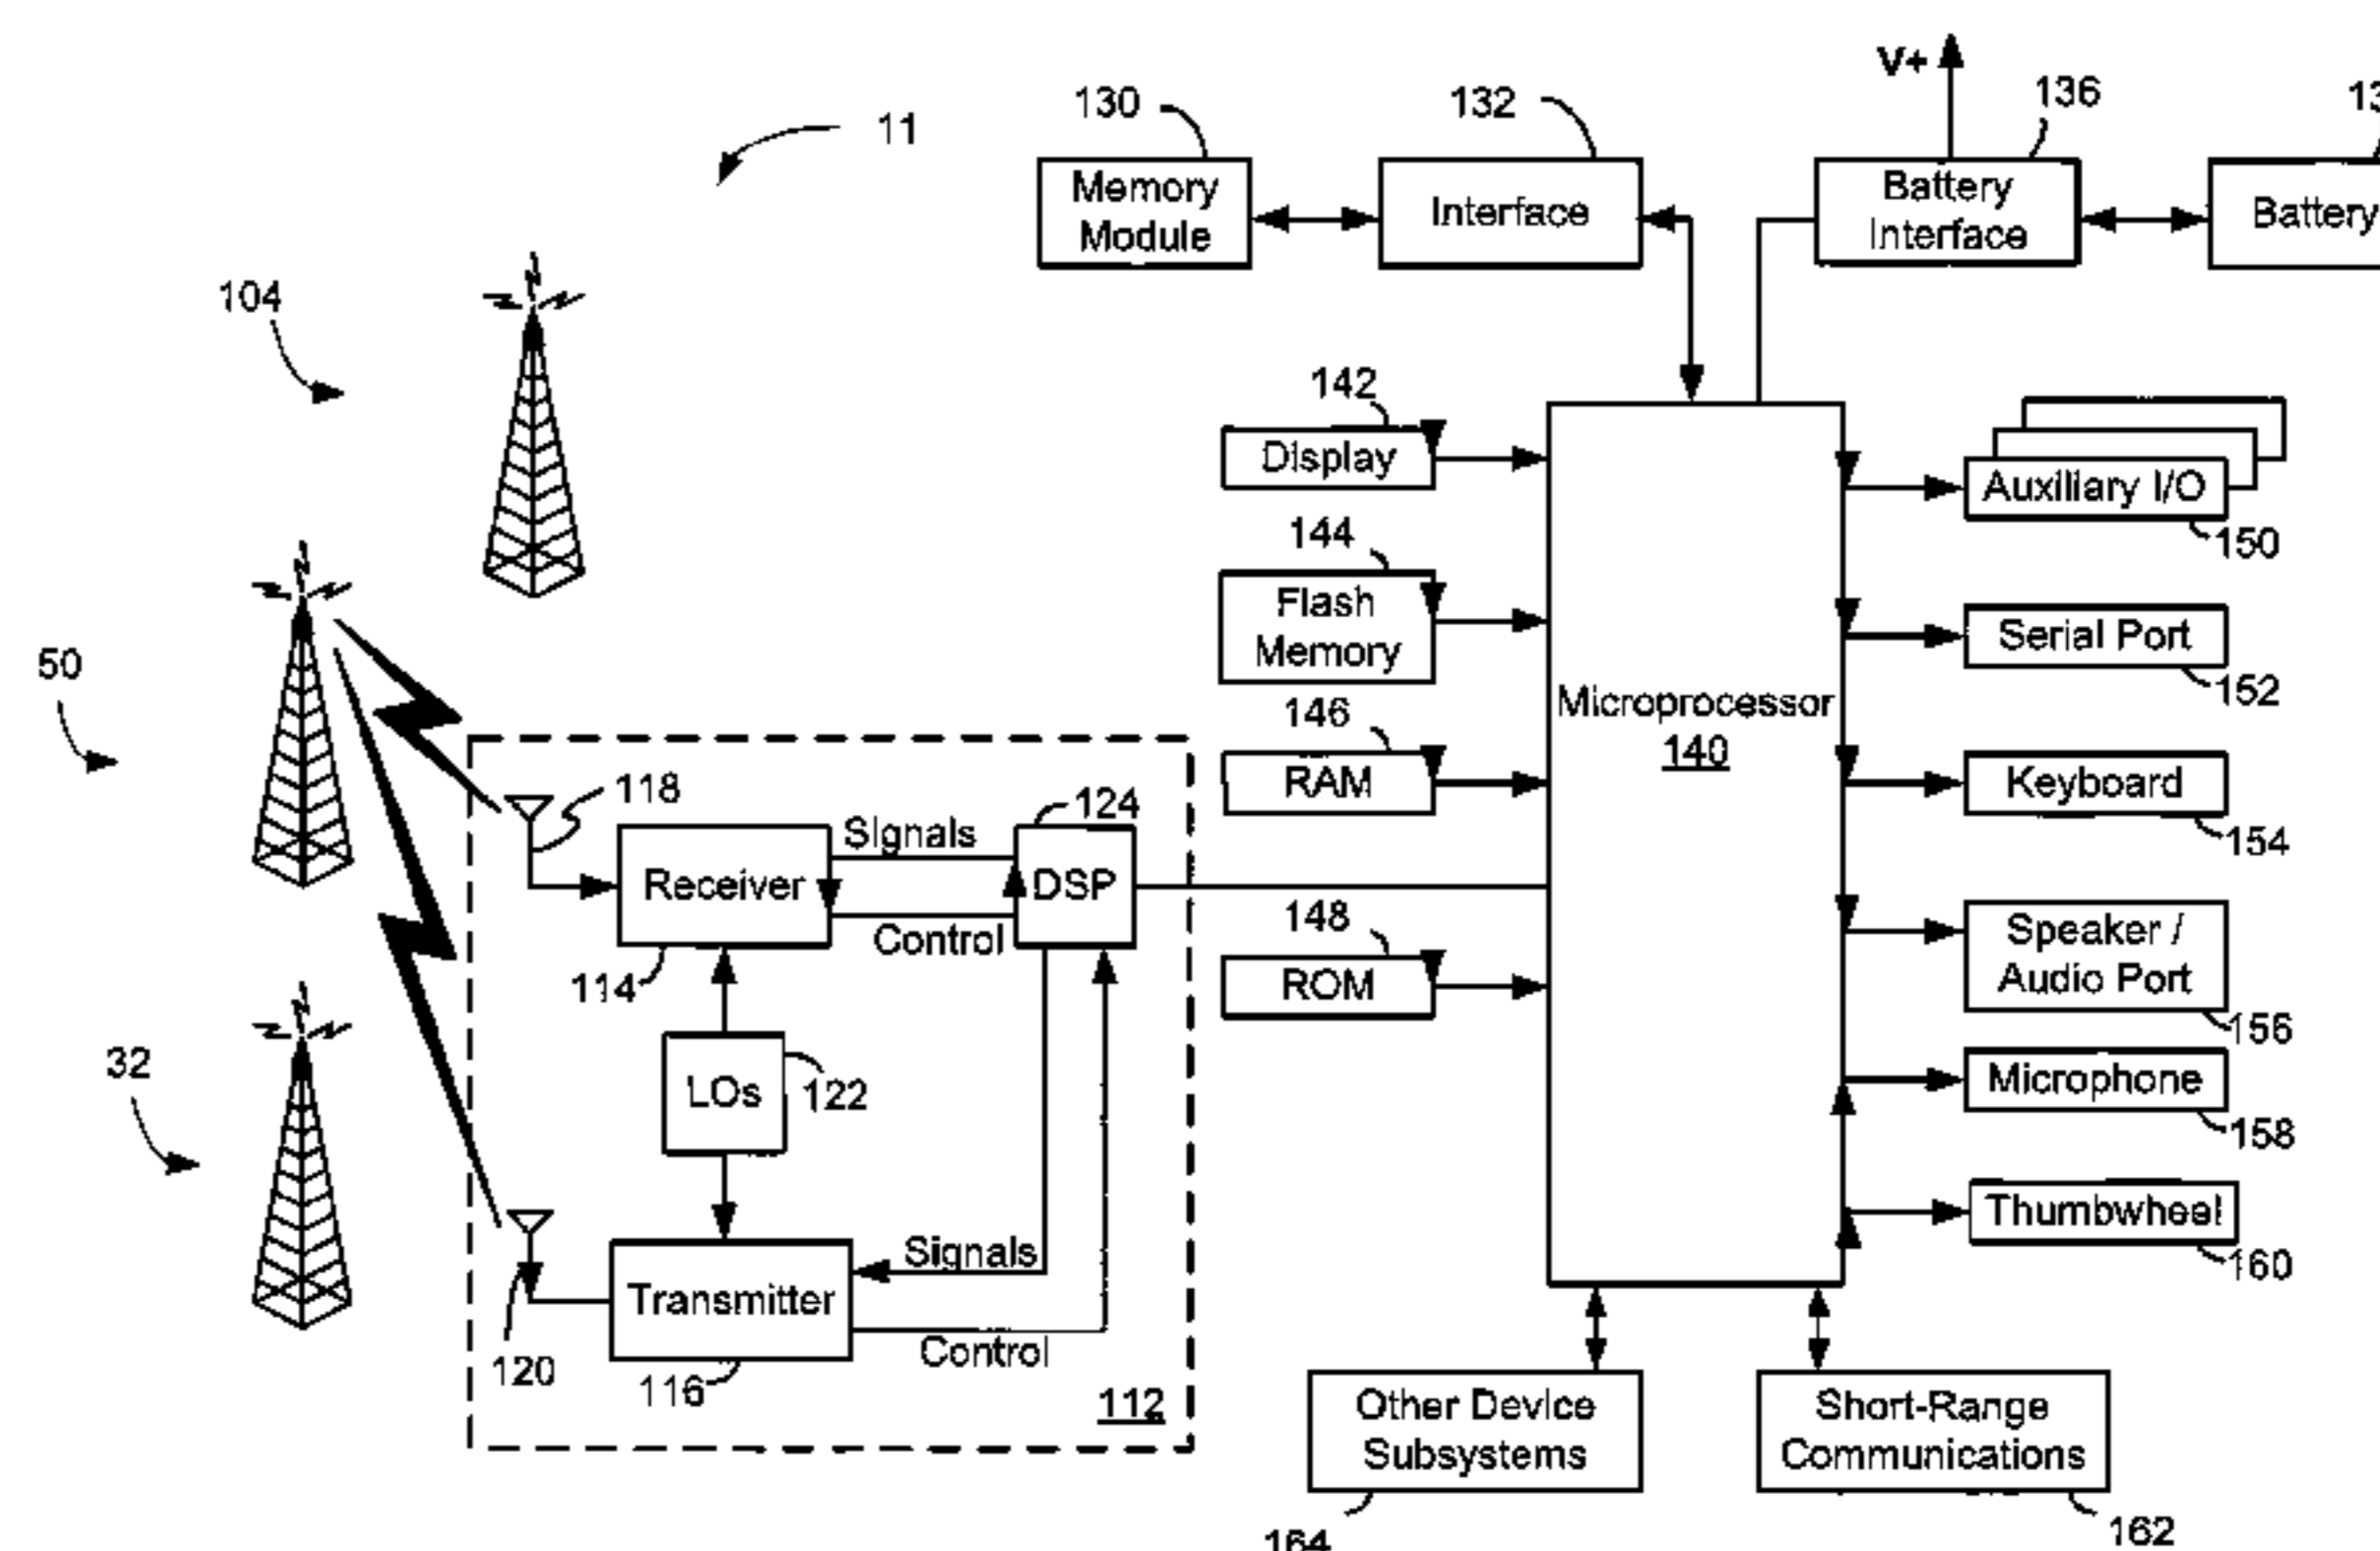 V+
130
132
136
11
Memory
Module
Interface
Battery
Interface
Battery
104
142
Display
Auxiliary I/O
150
144
Flash
Memory
Serial Port
152
50
Microprocessor
140
146
RAM
Keyboard
154
118
124
Signals
Receiver
DSP
Control
114
148
ROM
Speaker /
Audio Port
156
32
LOs
122
Microphone
158
Thumbwheel
160
Signals
Transmitter
Control
120
116
112
Other Device
Subsystems
164
Short-Range
Communications
162